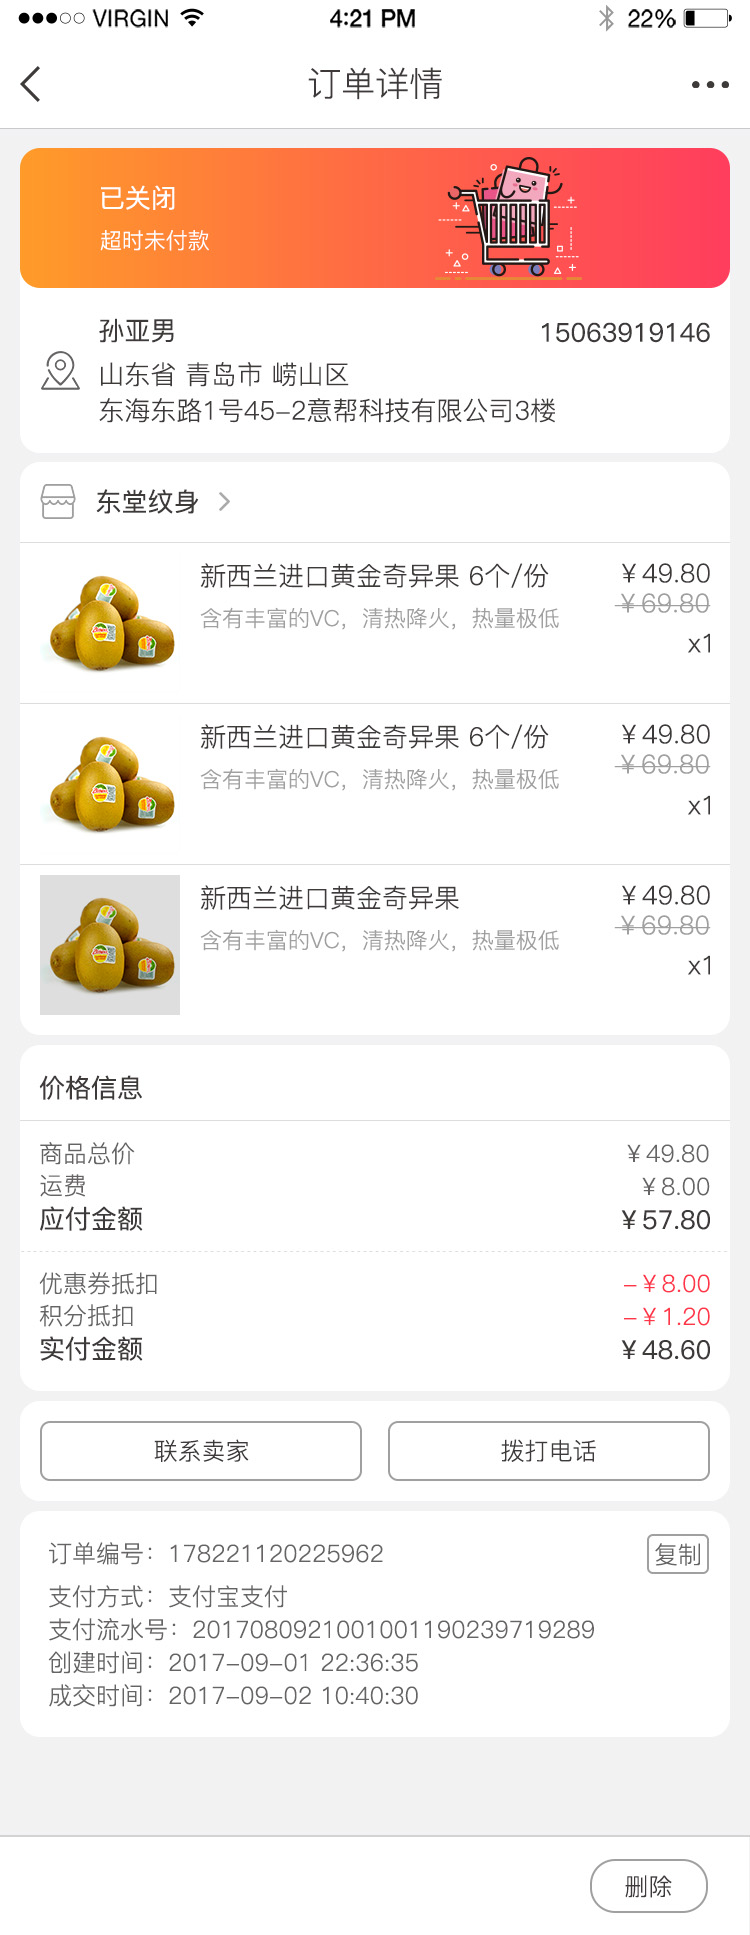 VIRGIN 4:21 PM 22%
订单详情
已关闭
超时未付款
孙亚男 15063919146
山东省 青岛市 崂山区
东海东路1号45-2意帮科技有限公司3楼
东堂纹身
新西兰进口黄金奇异果 6个/份 ￥49.80
含有丰富的VC，清热降火，热量极低 ￥69.80
x1
新西兰进口黄金奇异果 6个/份 ￥49.80
含有丰富的VC，清热降火，热量极低 ￥69.80
x1
新西兰进口黄金奇异果 ￥49.80
含有丰富的VC，清热降火，热量极低 ￥69.80
x1
价格信息
商品总价 ￥49.80
运费 ￥8.00
应付金额 ￥57.80
优惠券抵扣 -￥8.00
积分抵扣 -￥1.20
实付金额 ￥48.60
联系卖家 拨打电话
订单编号：178221120225962 复制
支付方式：支付宝支付
支付流水号：2017080921001001190239719289
创建时间：2017-09-01 22:36:35
成交时间：2017-09-02 10:40:30
删除